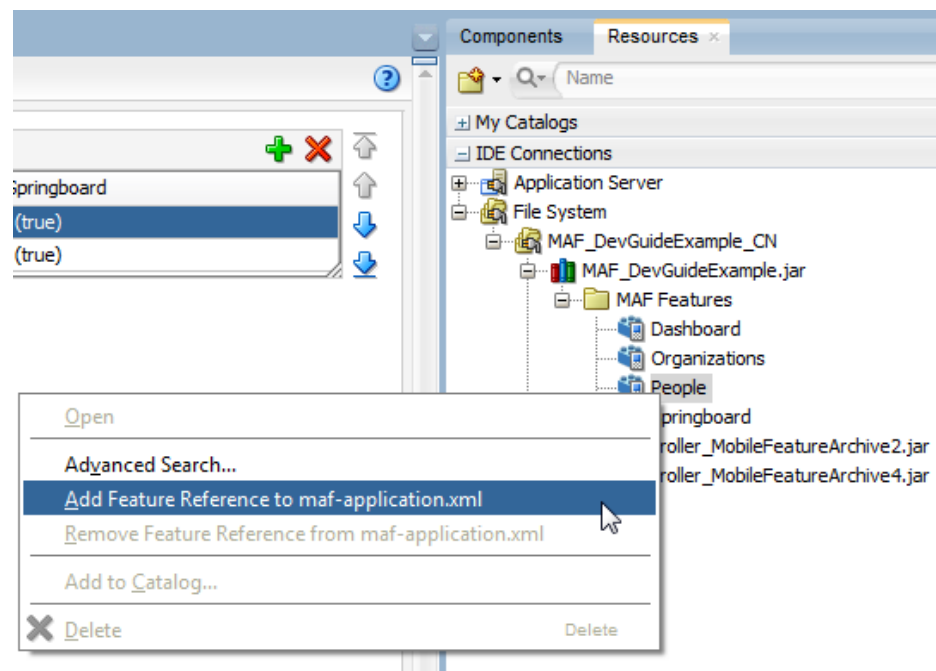 Components Resources
Name
My Catalogs
IDE Connections
Springboard
Application Server
(true)
File System
(true)
MAF_DevGuideExample_CN
MAF_DevGuideExample.jar
MAF Features
Dashboard
Organizations
People
Open
pringboard
Advanced Search...
roller_MobileFeatureArchive2.jar
Add Feature Reference to maf-application.xml
roller_MobileFeatureArchive4.jar
Remove Feature Reference from maf-application.xml
Add to Catalog...
Delete Delete